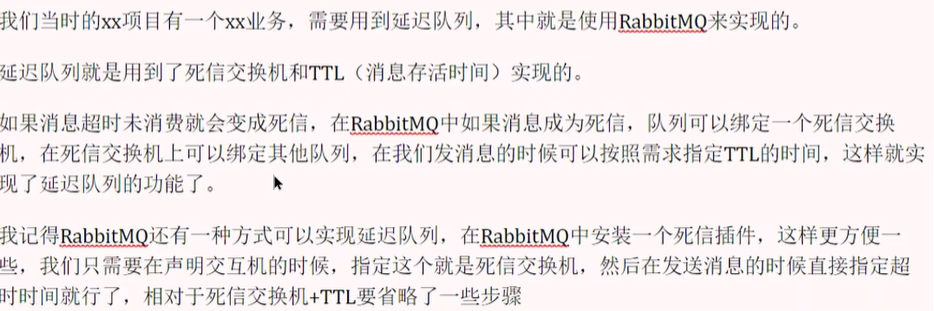 我们当时的xx项目有一个xx业务，需要用到延迟队列，其中就是使用RabbitMQ来实现的。
延迟队列就是用到了死信交换机和TTL（消息存活时间）实现的。
如果消息超时未消费就会变成死信，在RabbitMQ中如果消息成为死信，队列可以绑定一个死信交换
机，在死信交换机上可以绑定其他队列，在我们发消息的时候可以按照需求指定TTL的时间，这样就实
现了延迟队列的功能了。
我记得RabbitMQ还有一种方式可以实现延迟队列，在RabbitMQ中安装一个死信插件，这样更方便一
些，我们只需要在声明交互机的时候，指定这个就是死信交换机，然后在发送消息的时候直接指定超
时时间就行了，相对于死信交换机+TTL要省略了一些步骤